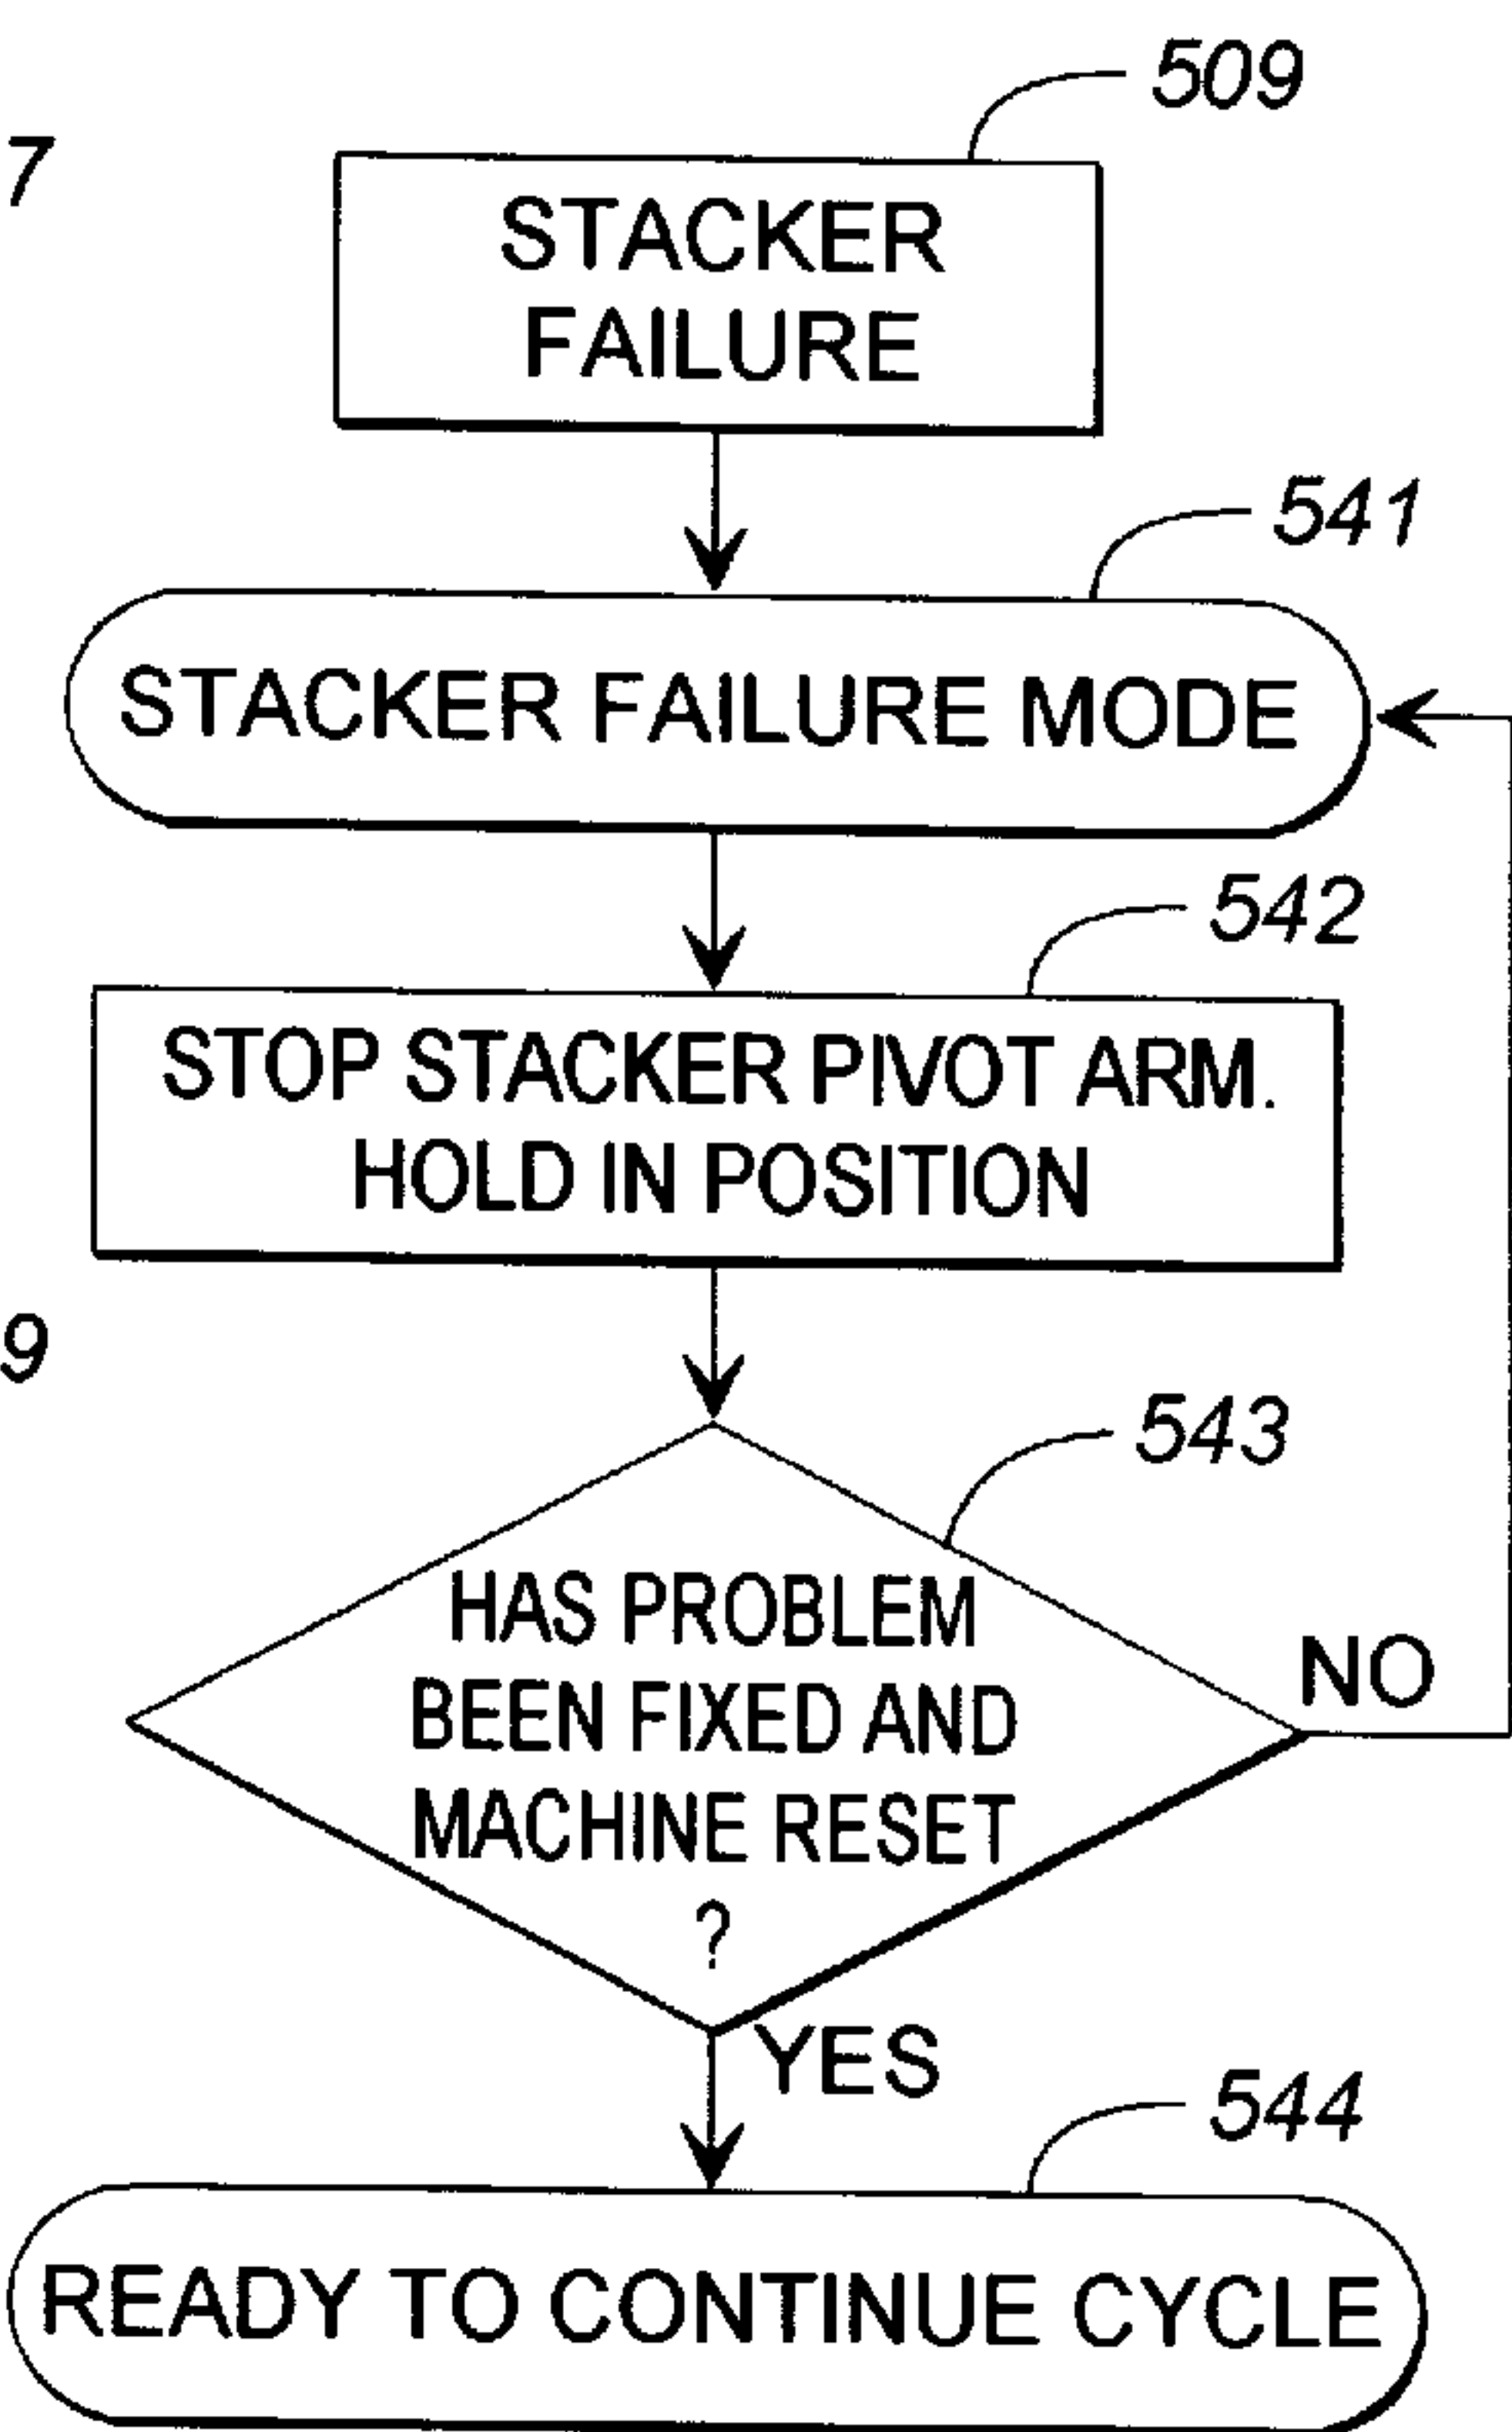 509
7
STACKER
FAILURE
541
STACKER FAILURE MODE
542
STOP STACKER PIVOT ARM.
HOLD IN POSITION
9
543
HAS PROBLEM
BEEN FIXED AND
MACHINE RESET
?
NO
YES
544
READY TO CONTINUE CYCLE